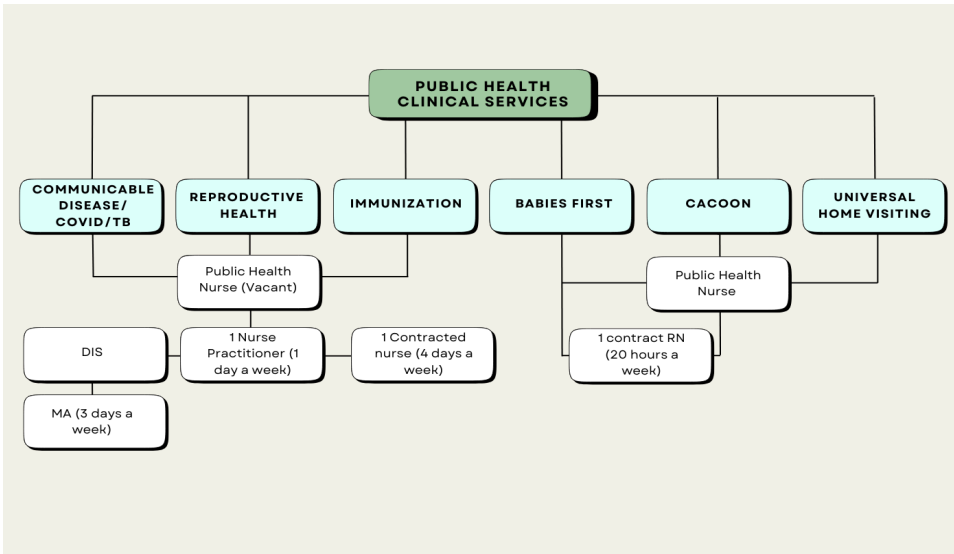 PUBLIC HEALTH
CLINICAL SERVICES
COMMUNICABLE
DISEASE/
COVID/TB
REPRODUCTIVE
HEALTH
IMMUNIZATION
BABIES FIRST
CACOON
UNIVERSAL
HOME VISITING
Public Health
Nurse (Vacant)
Public Health
Nurse
DIS
1 Nurse
Practitioner (1
day a week)
1 Contracted
nurse (4 days a
week)
1 contract RN
(20 hours a
week)
MA (3 days a
week)